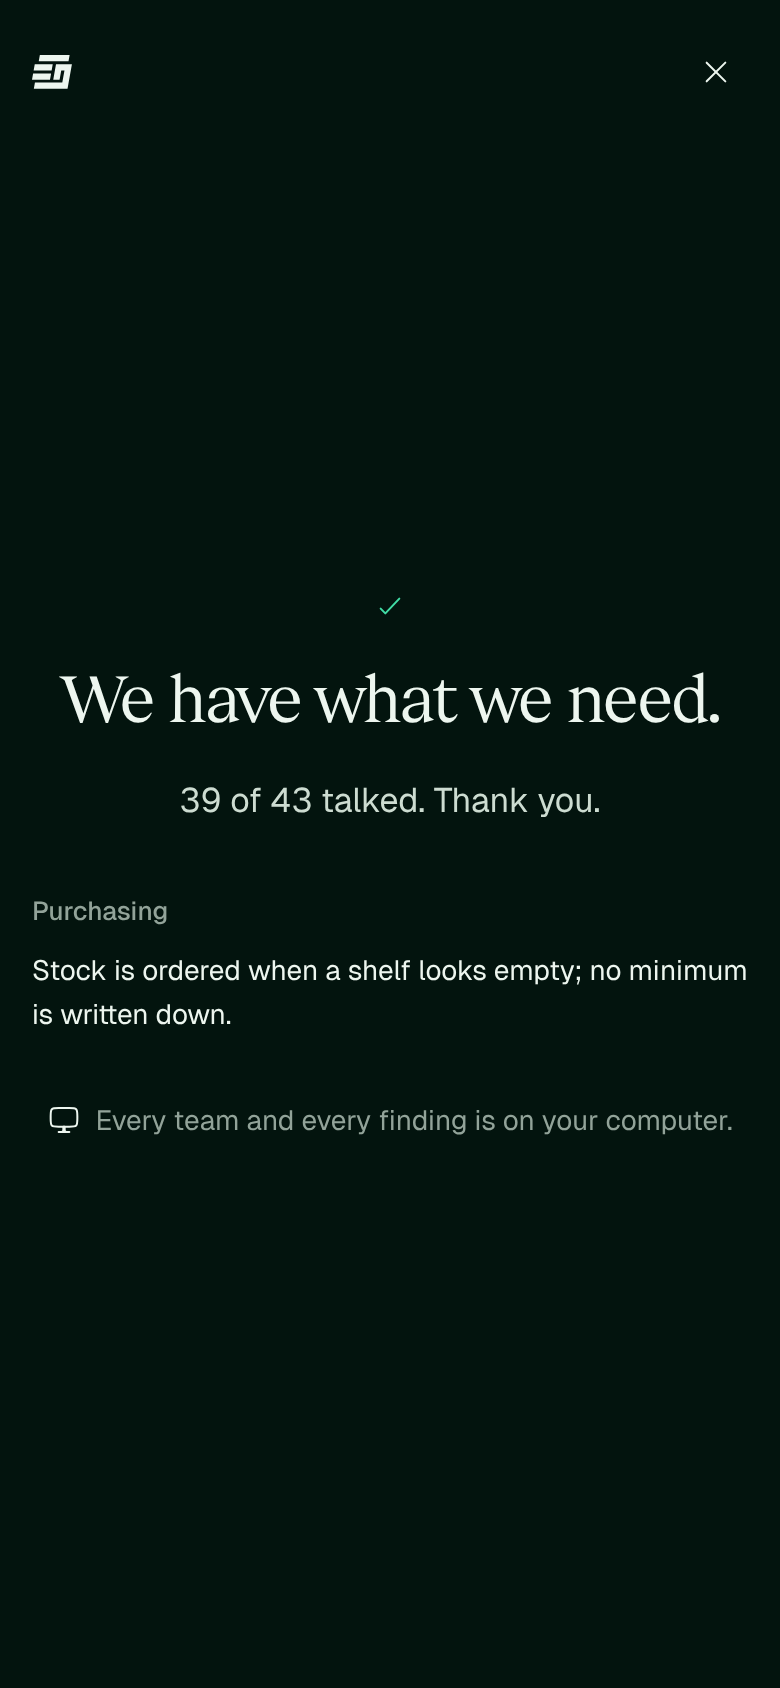 We have what we need.
39 of 43 talked. Thank you.
Purchasing
Stock is ordered when a shelf looks empty; no minimum
is written down.
Every team and every finding is on your computer.